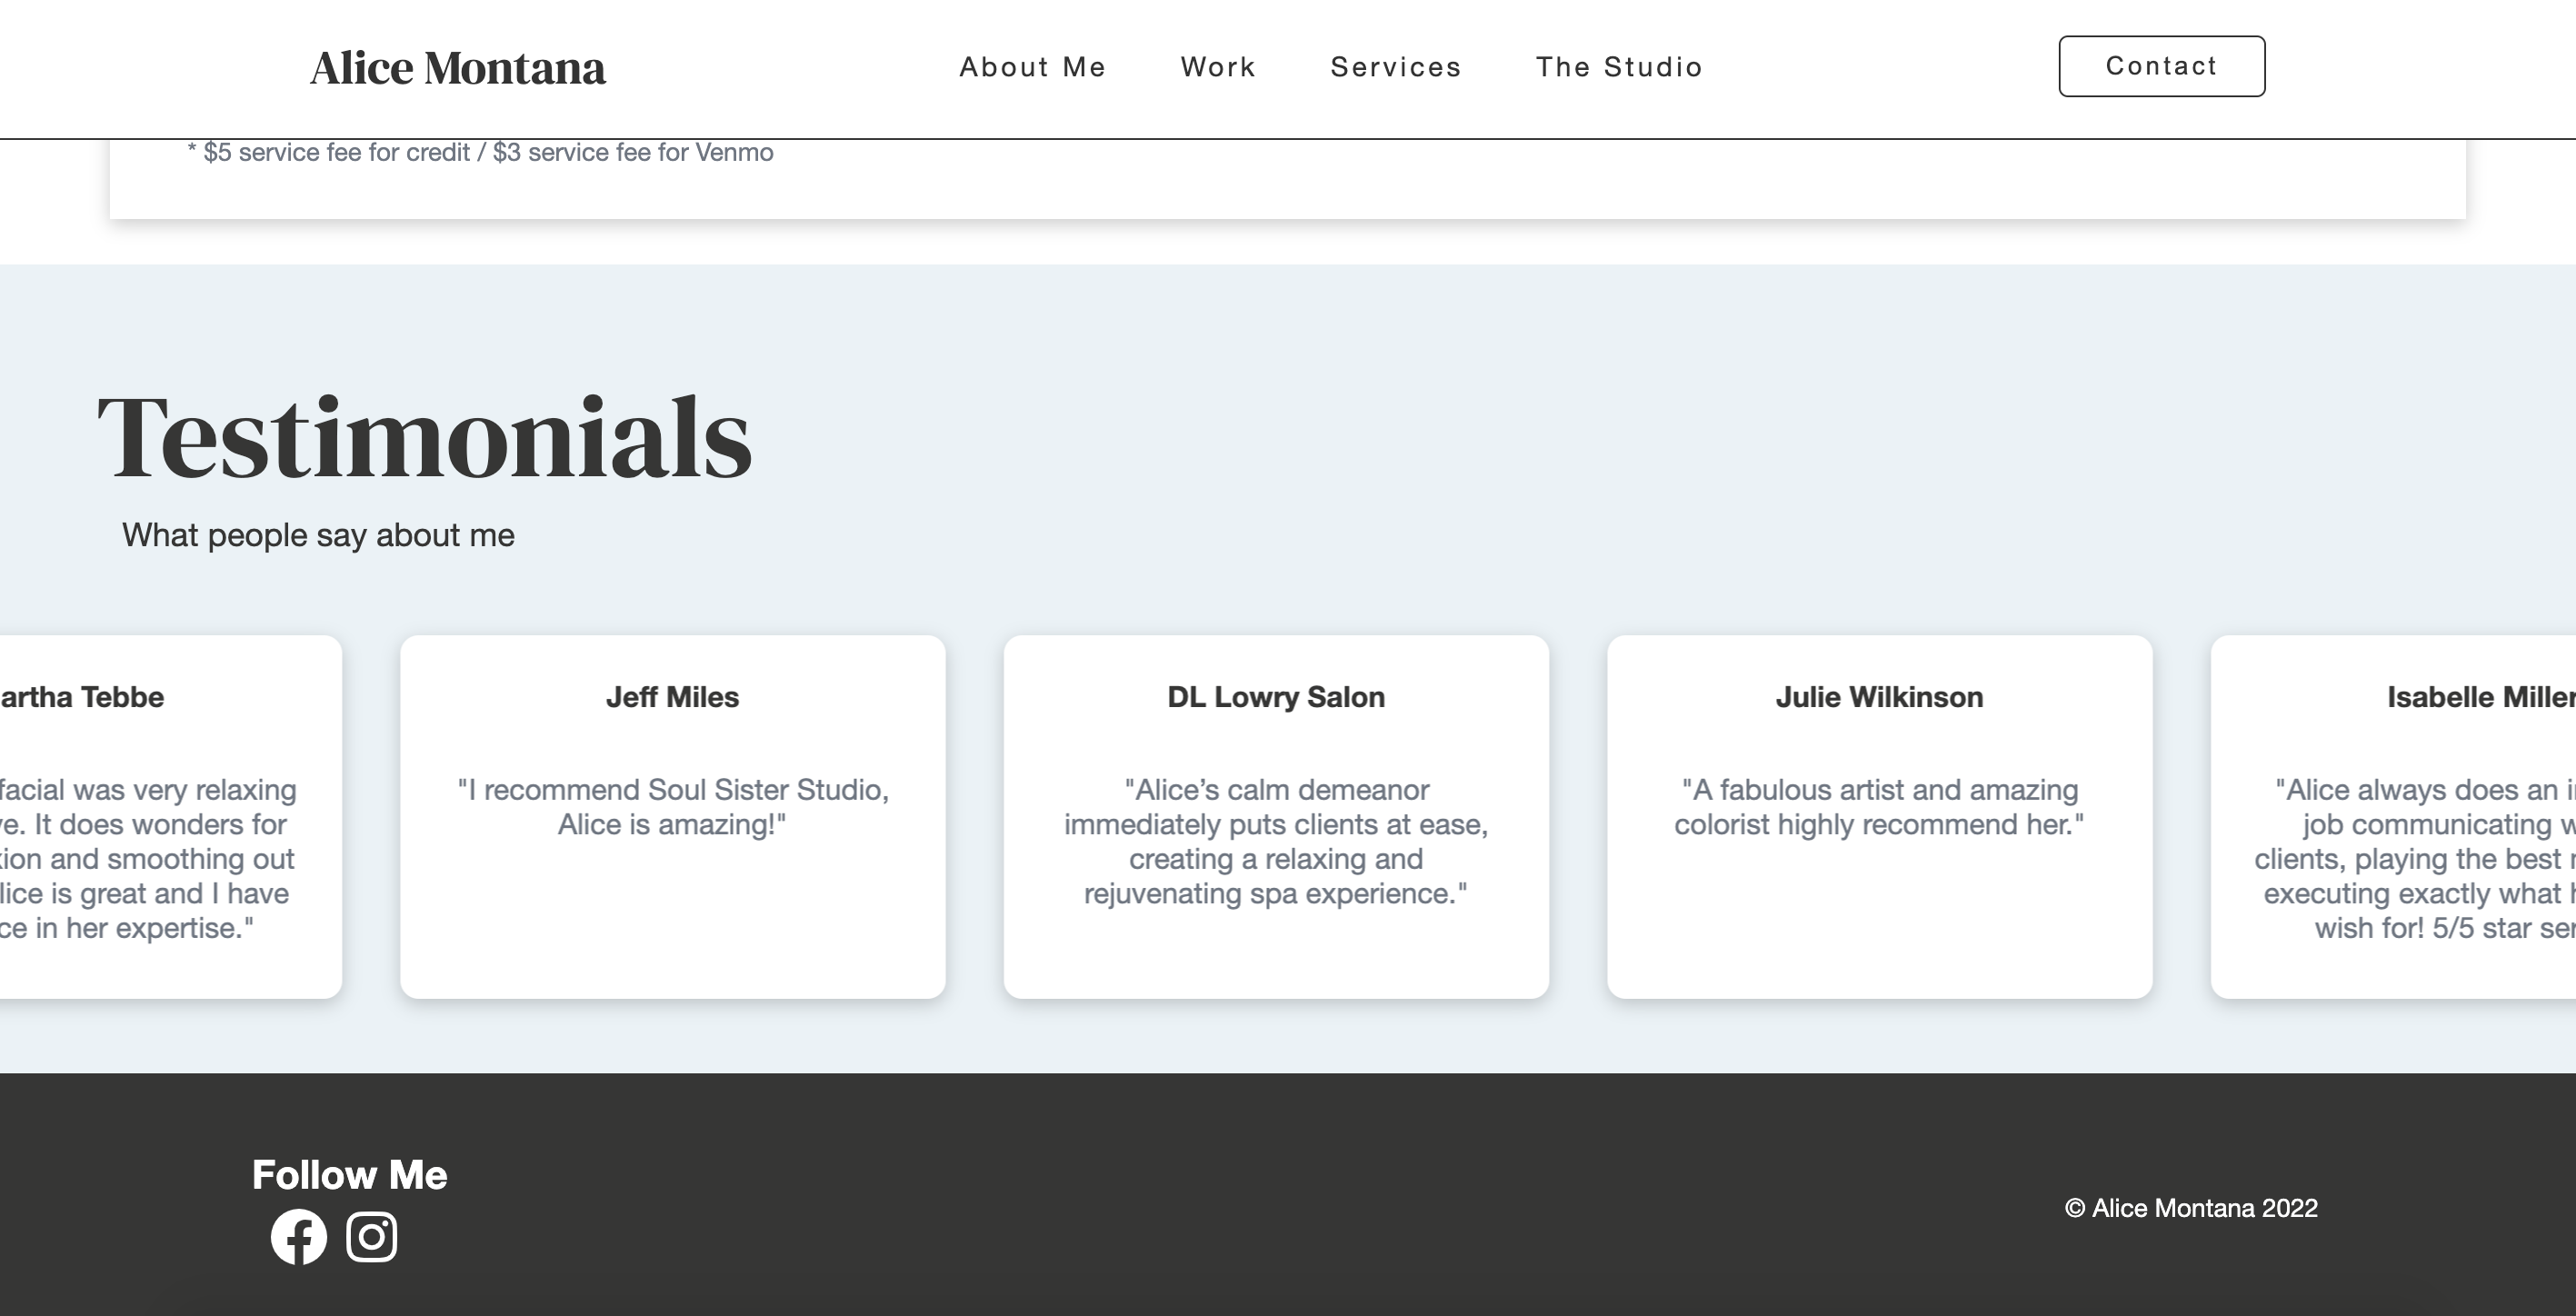 Alice Montana
About Me
Work
Services
The Studio
Contact
* $5 service fee for credit / $3 service fee for Venmo
Testimonials
What people say about me
artha Tebbe
facial was very relaxing
ve. It does wonders for
ion and smoothing out
lice is great and I have
ce in her expertise."
Jeff Miles
"I recommend Soul Sister Studio,
Alice is amazing!"
DL Lowry Salon
"Alice’s calm demeanor
immediately puts clients at ease,
creating a relaxing and
rejuvenating spa experience."
Julie Wilkinson
"A fabulous artist and amazing
colorist highly recommend her."
Isabelle Miller
"Alice always does an i
job communicating w
clients, playing the best
executing exactly what h
wish for! 5/5 star ser
Follow Me
© Alice Montana 2022